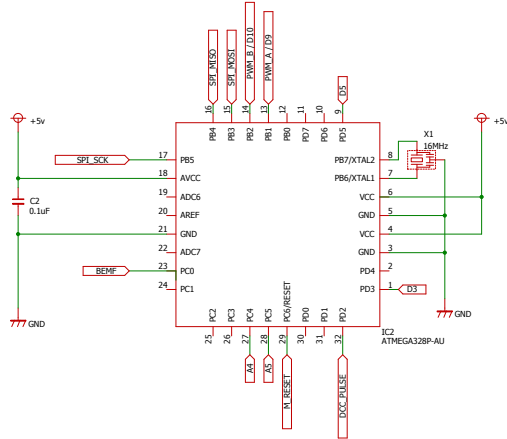 SPI_MISO
SPI_MOSI
PWM_B / D10
PWM_A / D9
D5
16
15
14
13
12
11
10
9
PB4
PB3
PB2
PB1
PB0
PD7
PD6
PD5
+5v
+5v
X1
16MHz
SPI_SCK
17 PB5
18 AVCC
19 ADC6
20 AREF
21 GND
22 ADC7
BEMF
23 PC0
24 PC1
PB7/XTAL2 8
PB6/XTAL1 7
VCC 6
GND 5
VCC 4
GND 3
PD4 2
PD3 1
D3
C2
0.1uF
GND
GND
PC2
PC3
PC4
PC5
PC6/RESET
PD0
PD1
PD2
25
26
27
28
29
30
31
32
IC2
ATMEGA328P-AU
A4
A5
M_RESET
DCC_PULSE